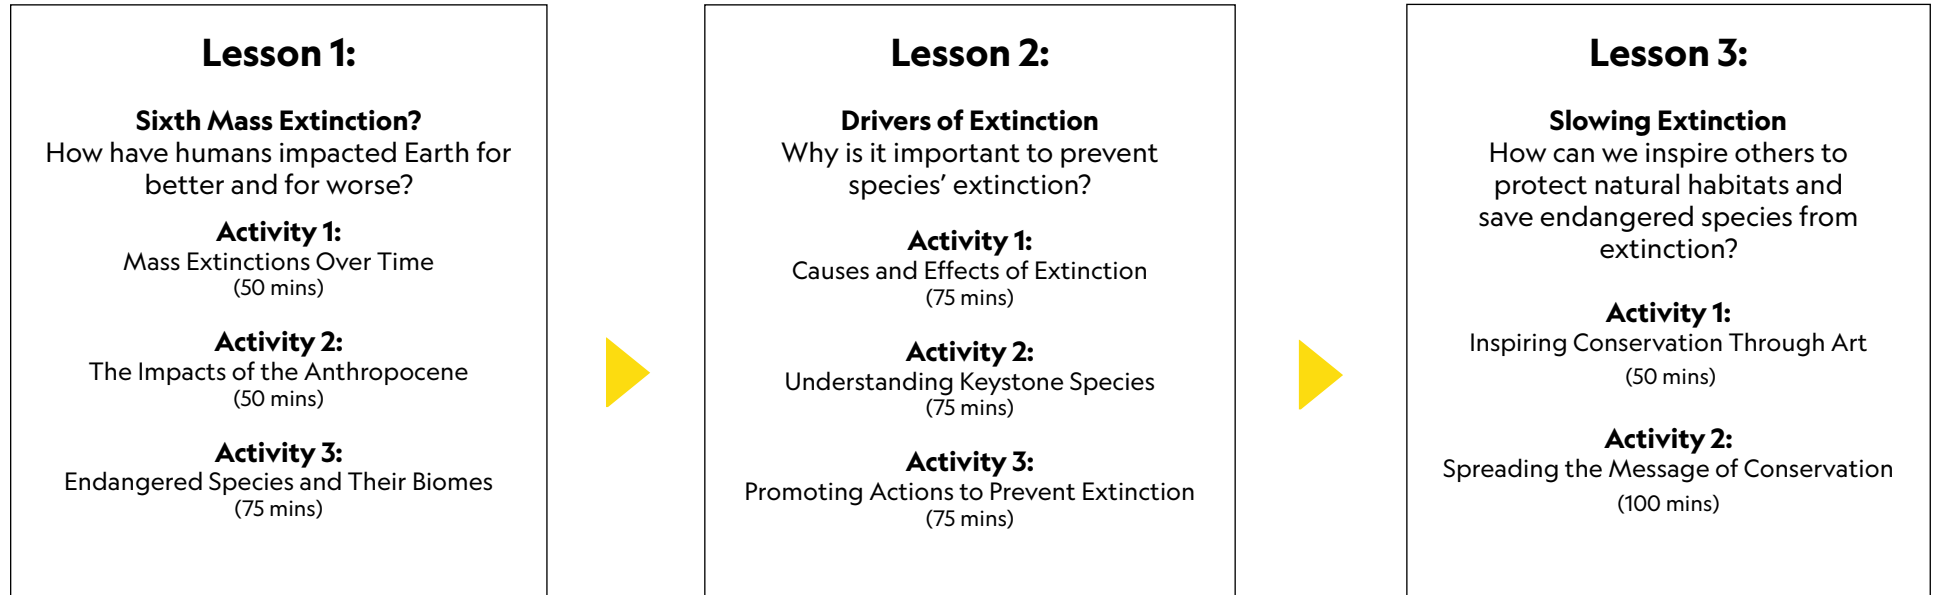 Lesson 1:
Sixth Mass Extinction?
How have humans impacted Earth for
better and for worse?
Activity 1:
Mass Extinctions Over Time
(50 mins)
Activity 2:
The Impacts of the Anthropocene
(50 mins)
Activity 3:
Endangered Species and Their Biomes
(75 mins)
Lesson 2:
Drivers of Extinction
Why is it important to prevent
species’ extinction?
Activity 1:
Causes and Effects of Extinction
(75 mins)
Activity 2:
Understanding Keystone Species
(75 mins)
Activity 3:
Promoting Actions to Prevent Extinction
(75 mins)
Lesson 3:
Slowing Extinction
How can we inspire others to
protect natural habitats and
save endangered species from
extinction?
Activity 1:
Inspiring Conservation Through Art
(50 mins)
Activity 2:
Spreading the Message of Conservation
(100 mins)